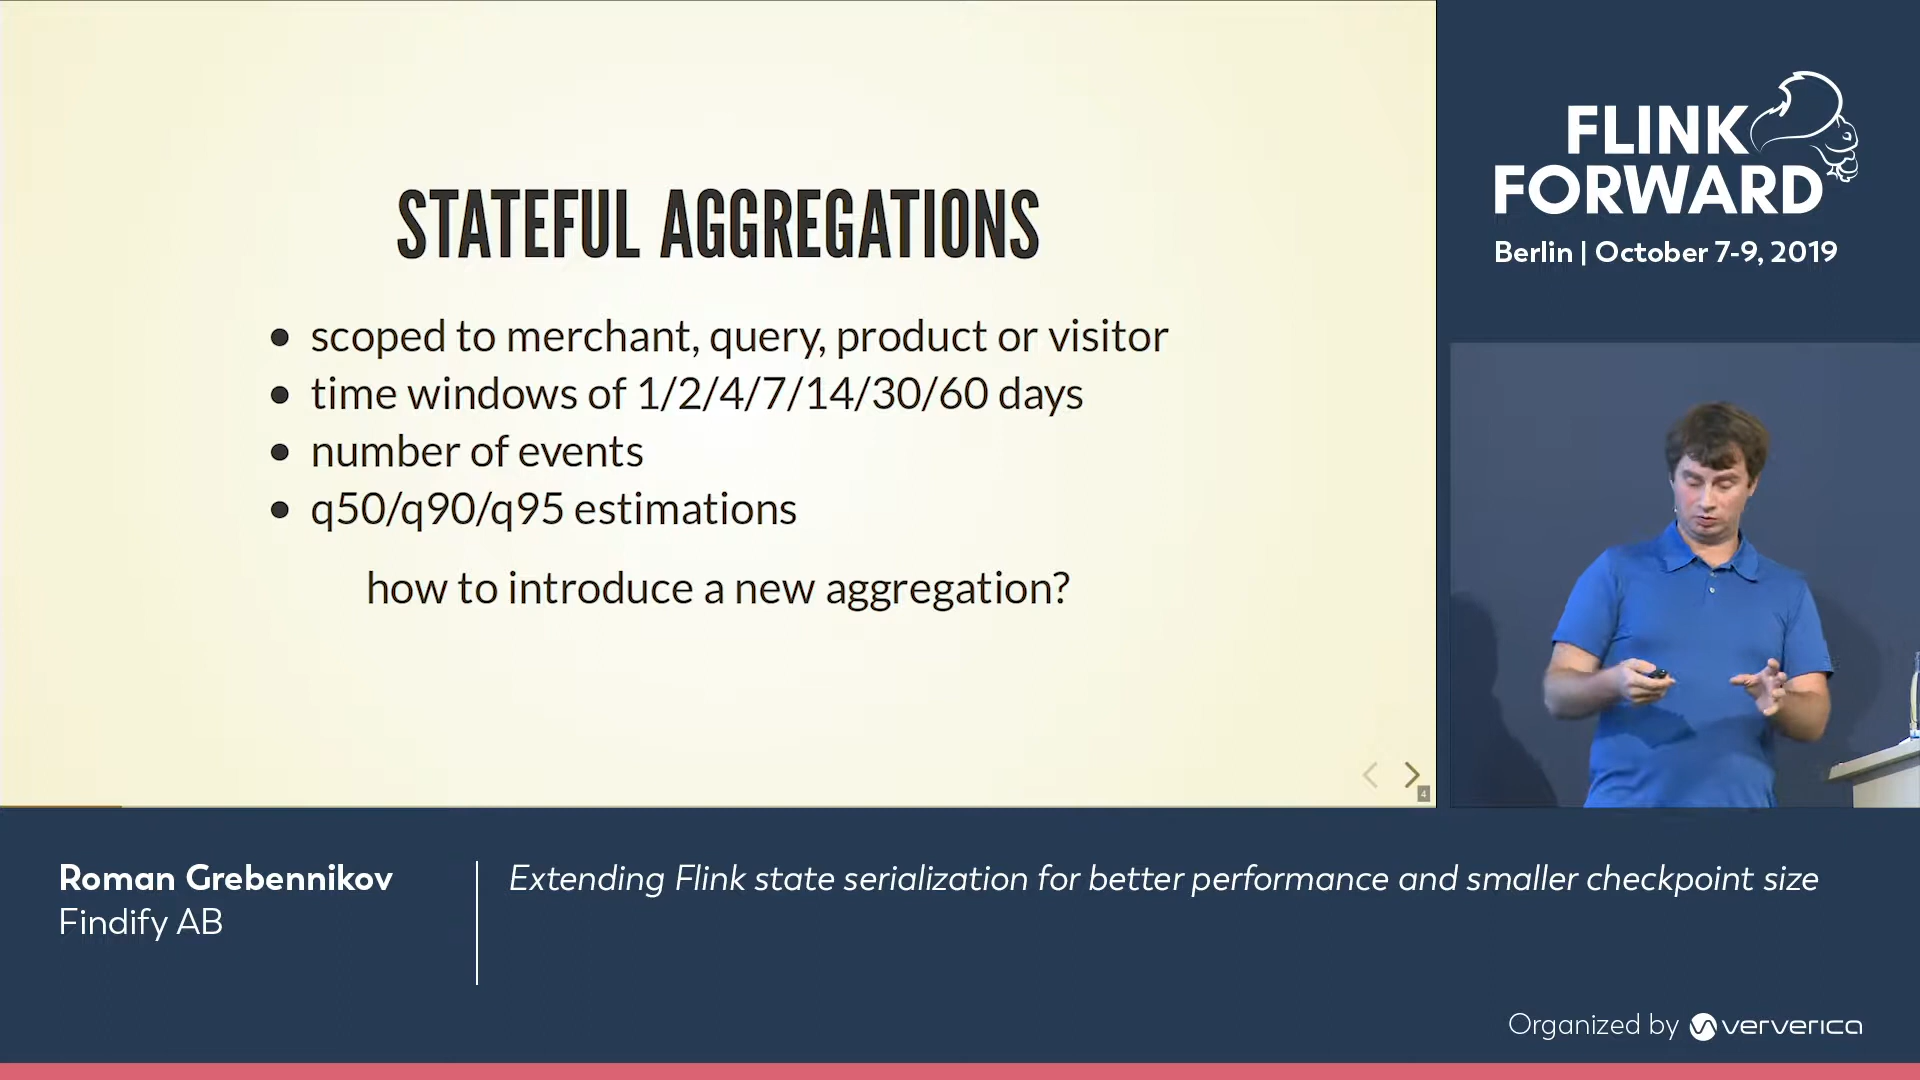 STATEFUL AGGREGATIONS
scoped to merchant, query, product or visitor
time windows of 1/2/4/7/14/30/60 days
number of events
q50/q90/q95 estimations
how to introduce a new aggregation?
4
FLINK
FORWARD
Berlin | October 7-9, 2019
Roman Grebennikov
Findify AB
Extending Flink state serialization for better performance and smaller checkpoint size
Organized by ververica